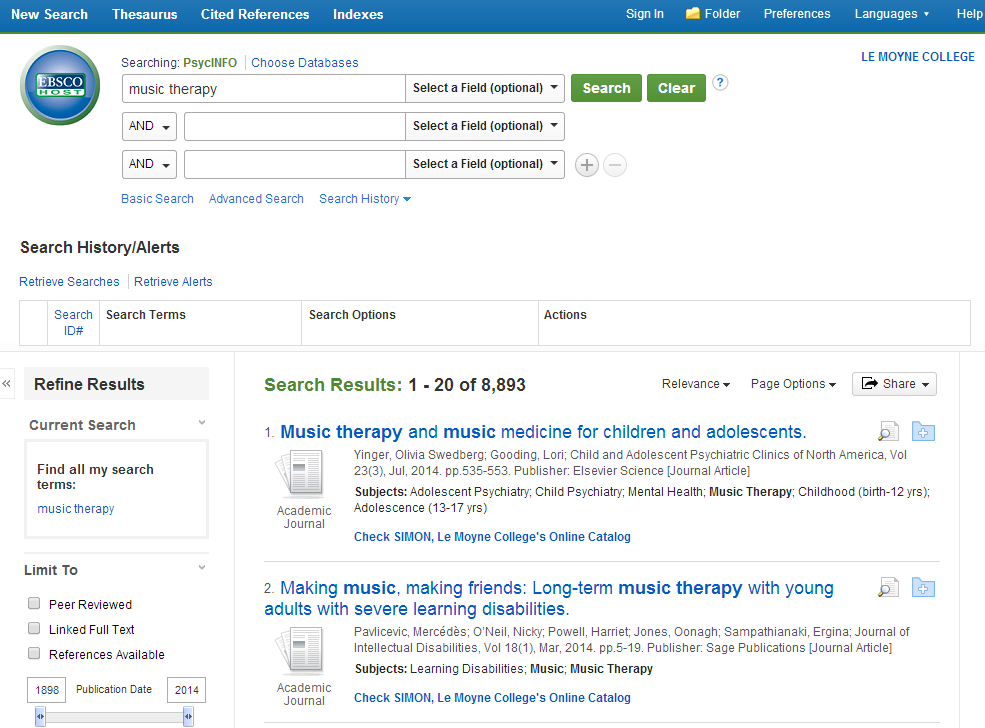 New Search Thesaurus Cited References Indexes Sign In Folder Preferences Languages Help
Searching: PsycINFO Choose Databases LE MOYNE COLLEGE
EBSCO
HOST
music therapy Select a Field (optional) Search Clear ?
AND Select a Field (optional)
AND Select a Field (optional)
Basic Search Advanced Search Search History
Search History/Alerts
Retrieve Searches Retrieve Alerts
Search ID# Search Terms Search Options Actions
« Refine Results
Current Search
Find all my search
terms:
music therapy
Limit To
Peer Reviewed
Linked Full Text
References Available
1898 Publication Date 2014
Search Results: 1 - 20 of 8,893 Relevance Page Options Share
1. Music therapy and music medicine for children and adolescents.
Yinger, Olivia Swedberg; Gooding, Lori; Child and Adolescent Psychiatric Clinics of North America, Vol
23(3), Jul, 2014. pp.535-553. Publisher: Elsevier Science [Journal Article]
Subjects: Adolescent Psychiatry; Child Psychiatry; Mental Health; Music Therapy; Childhood (birth-12 yrs);
Adolescence (13-17 yrs)
Academic
Journal
Check SIMON, Le Moyne College's Online Catalog
2. Making music, making friends: Long-term music therapy with young
adults with severe learning disabilities.
Pavlicevic, Mercédès; O'Neil, Nicky; Powell, Harriet; Jones, Oonagh; Sampathianaki, Ergina; Journal of
Intellectual Disabilities, Vol 18(1), Mar, 2014. pp.5-19. Publisher: Sage Publications [Journal Article]
Subjects: Learning Disabilities; Music; Music Therapy
Academic
Journal
Check SIMON, Le Moyne College's Online Catalog